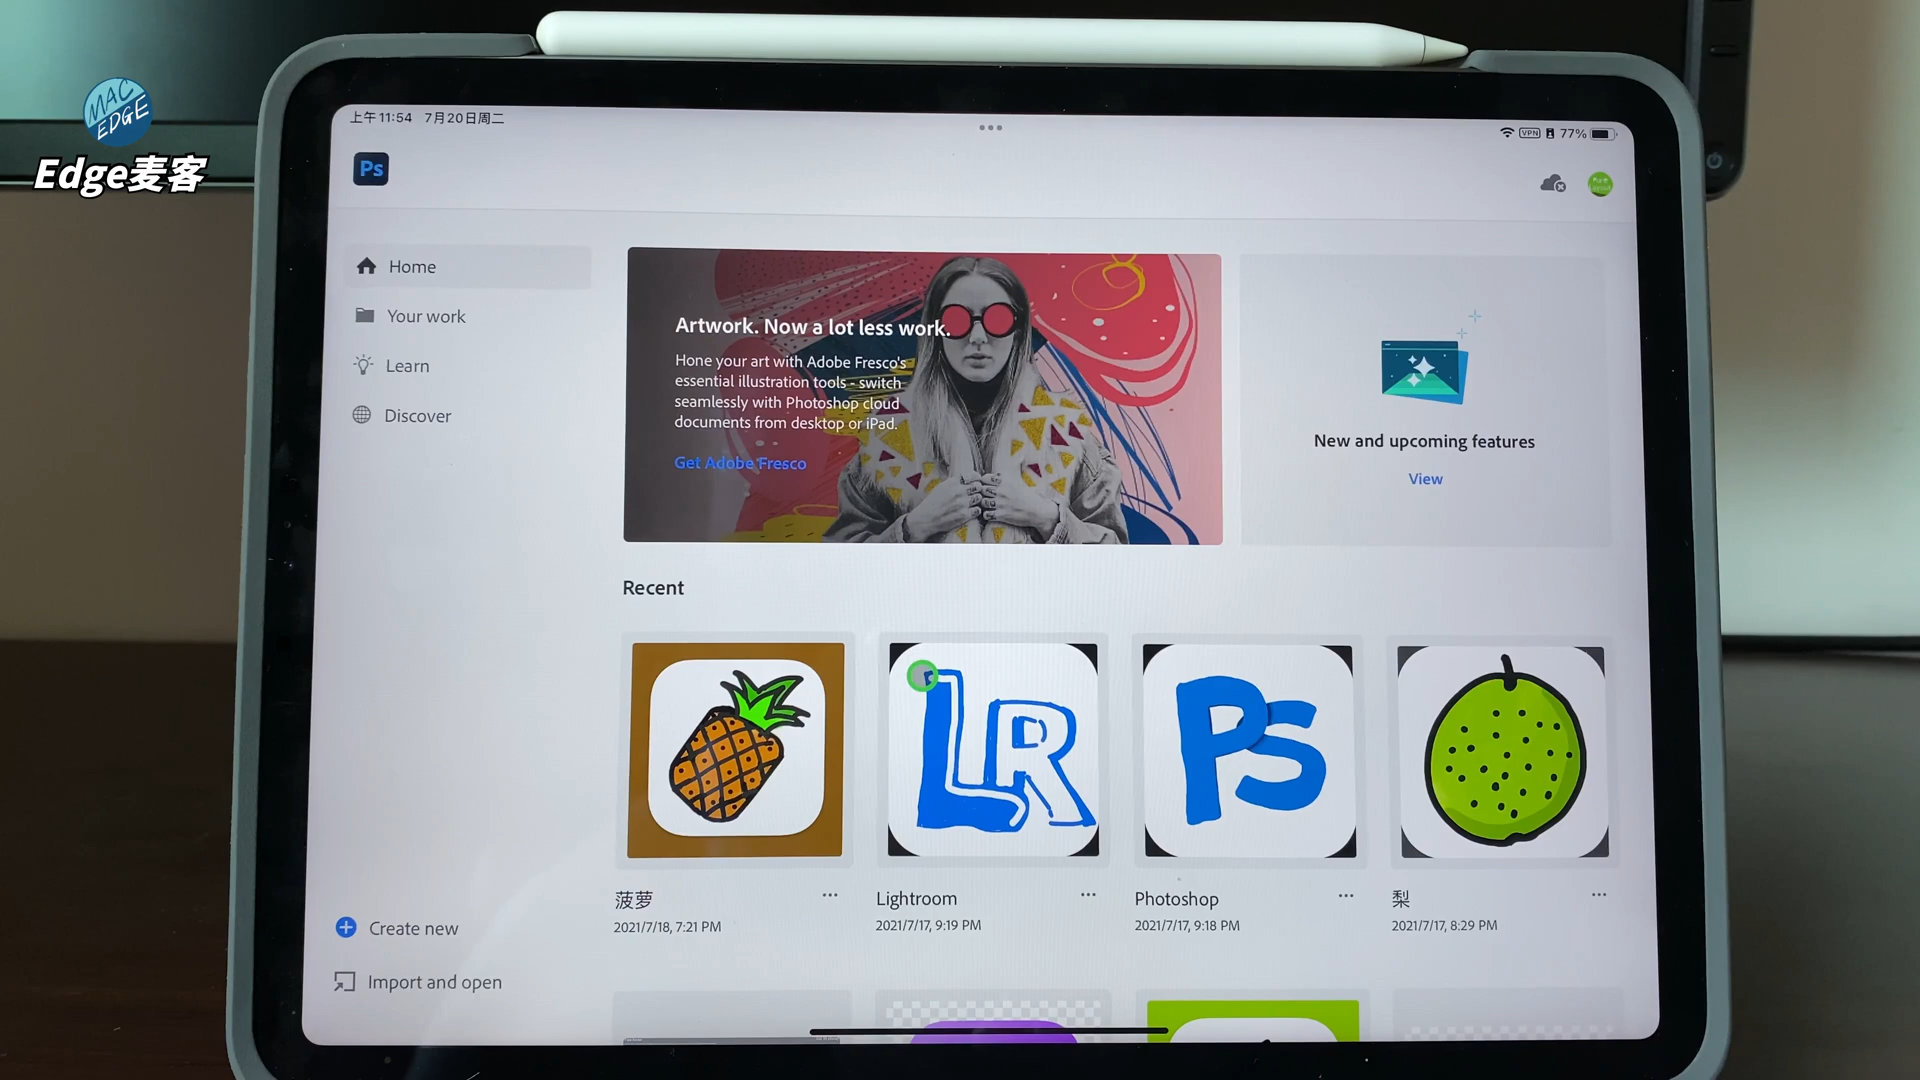 MAC
EDGE
Edge麦客
上午11:54 7月20日周二
VPN 77%
Ps
Home
Your work
Learn
Discover
Artwork. Now a lot less work.
Hone your art with Adobe Fresco's
essential illustration tools - switch
seamlessly with Photoshop cloud
documents from desktop or iPad.
Get Adobe Fresco
New and upcoming features
View
Recent
LR
PS
菠萝
2021/7/18, 7:21 PM
Lightroom
2021/7/17, 9:19 PM
Photoshop
2021/7/17, 9:18 PM
梨
2021/7/17, 8:29 PM
Create new
Import and open